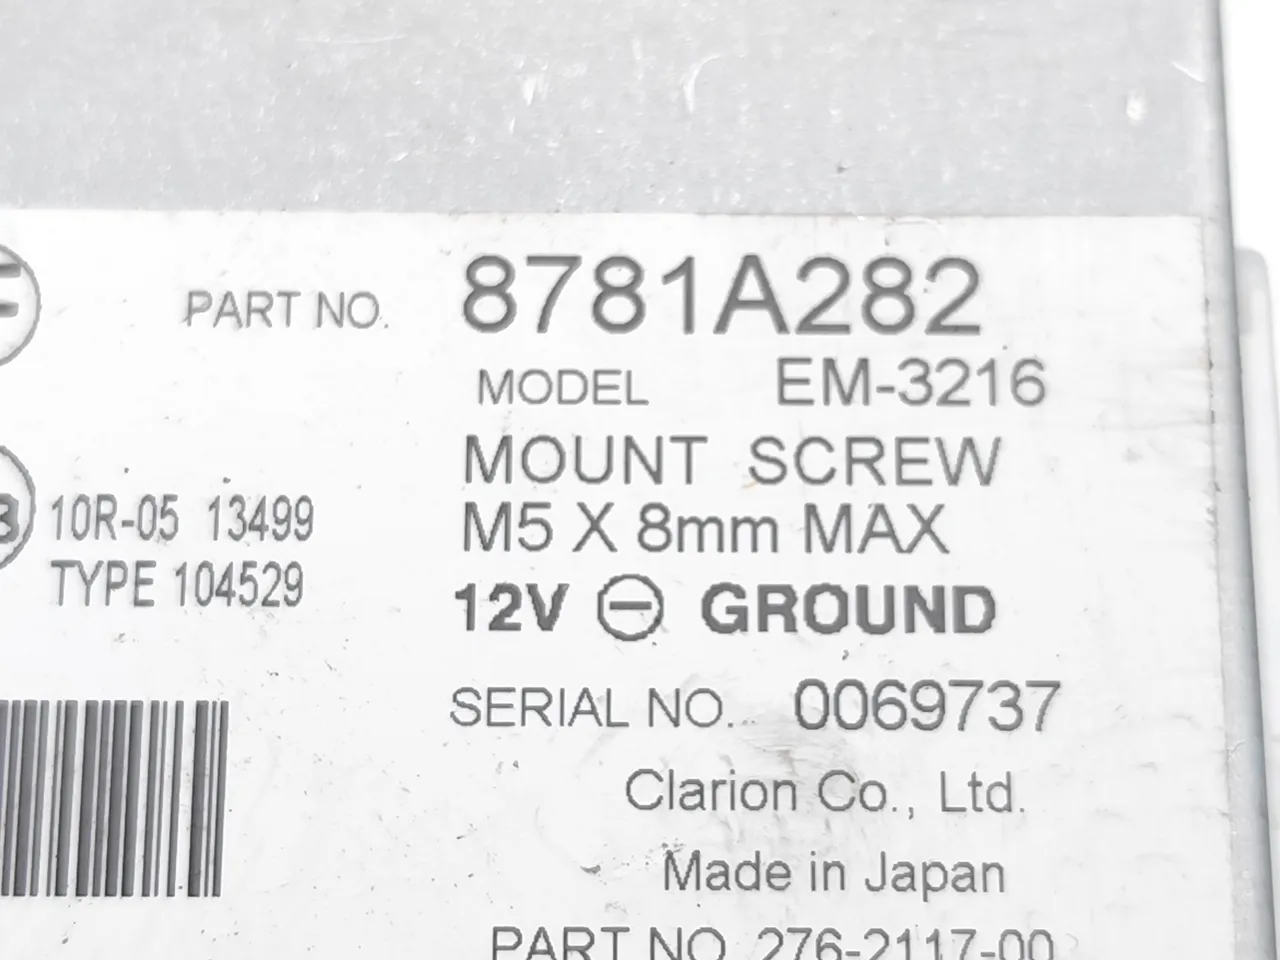 PART NO. 8781A282
MODEL EM-3216
MOUNT SCREW
M5 X 8mm MAX
12V ⊖ GROUND
10R-05 13499
TYPE 104529
SERIAL NO. 0069737
Clarion Co., Ltd.
Made in Japan
PART NO 276-2117-00